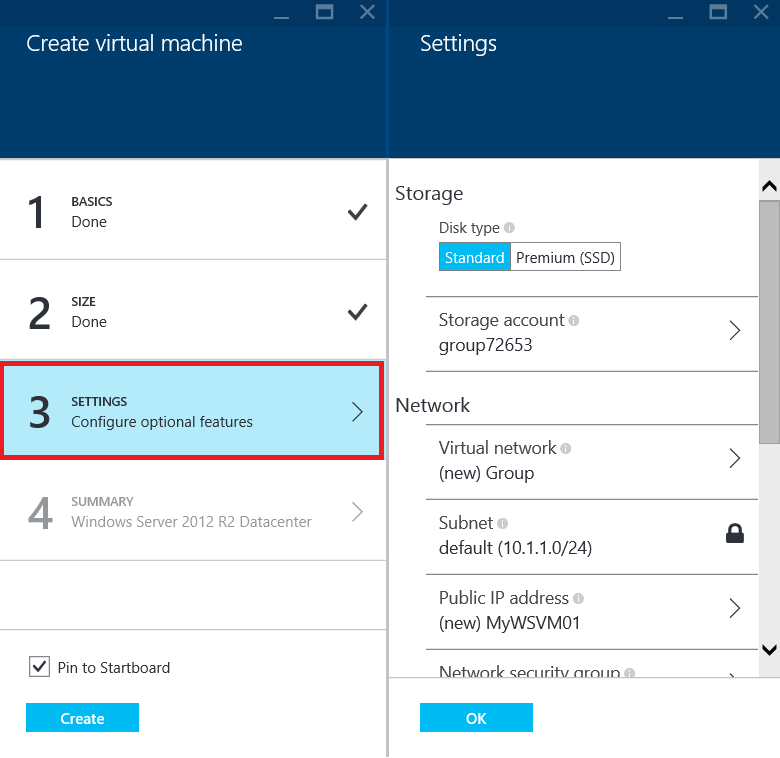 Create virtual machine
1
BASICS
Done
2
SIZE
Done
3
SETTINGS
Configure optional features
4
SUMMARY
Windows Server 2012 R2 Datacenter
Pin to Startboard
Create
Settings
Storage
Disk type
Standard Premium (SSD)
Storage account
group72653
Network
Virtual network
(new) Group
Subnet
default (10.1.1.0/24)
Public IP address
(new) MyWSVM01
Network security group
OK